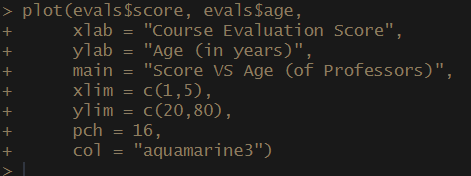 > plot(evals$score, evals$age,
+      xlab = "Course Evaluation Score",
+      ylab = "Age (in years)",
+      main = "Score VS Age (of Professors)",
+      xlim = c(1,5),
+      ylim = c(20,80),
+      pch = 16,
+      col = "aquamarine3")
>